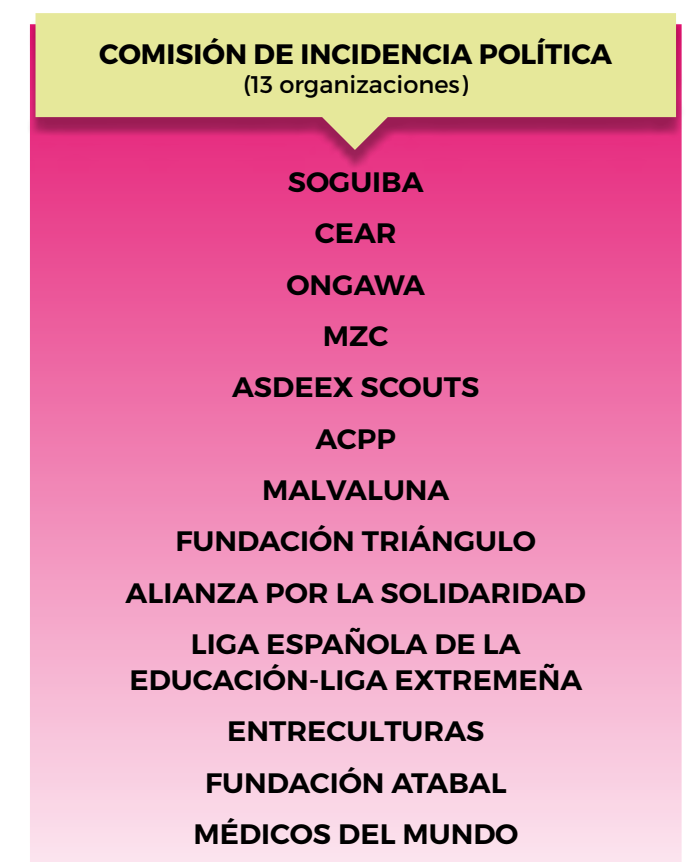 COMISIÓN DE INCIDENCIA POLÍTICA
(13 organizaciones)
SOGUIBA
CEAR
ONGAWA
MZC
ASDEEX SCOUTS
ACPP
MALVALUNA
FUNDACIÓN TRIÁNGULO
ALIANZA POR LA SOLIDARIDAD
LIGA ESPAÑOLA DE LA
EDUCACIÓN-LIGA EXTREMEÑA
ENTRECULTURAS
FUNDACIÓN ATABAL
MÉDICOS DEL MUNDO